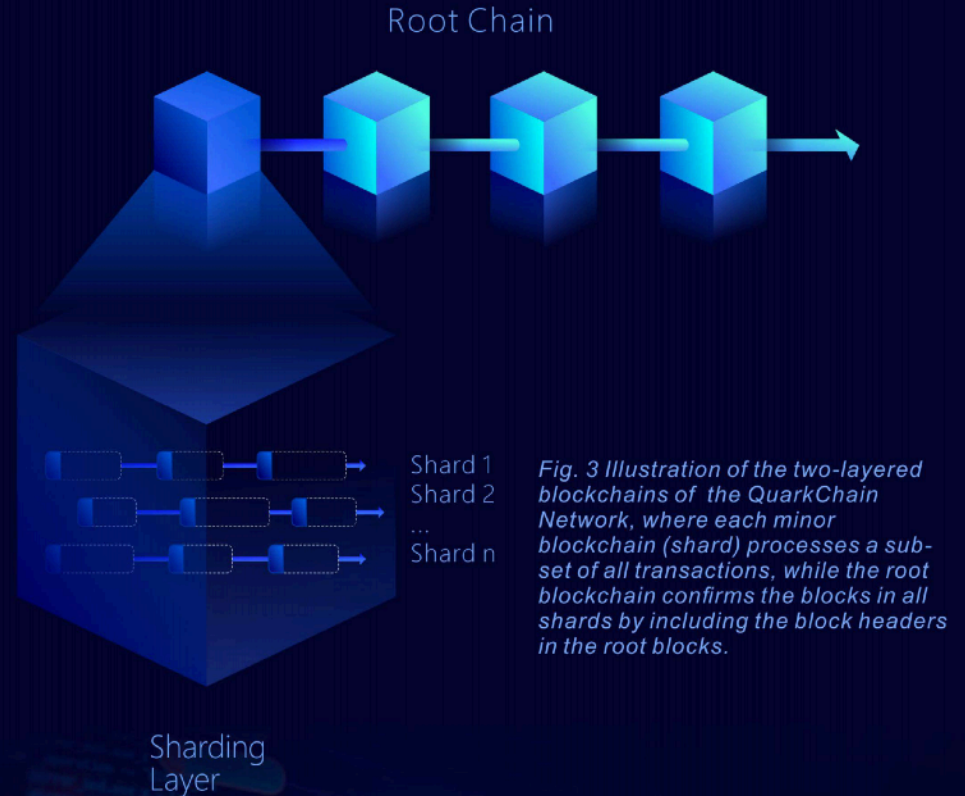 Root Chain
Shard 1
Shard 2
...
Shard n
Fig. 3 Illustration of the two-layered
blockchains of the QuarkChain
Network, where each minor
blockchain (shard) processes a sub-
set of all transactions, while the root
blockchain confirms the blocks in all
shards by including the block headers
in the root blocks.
Sharding
Layer